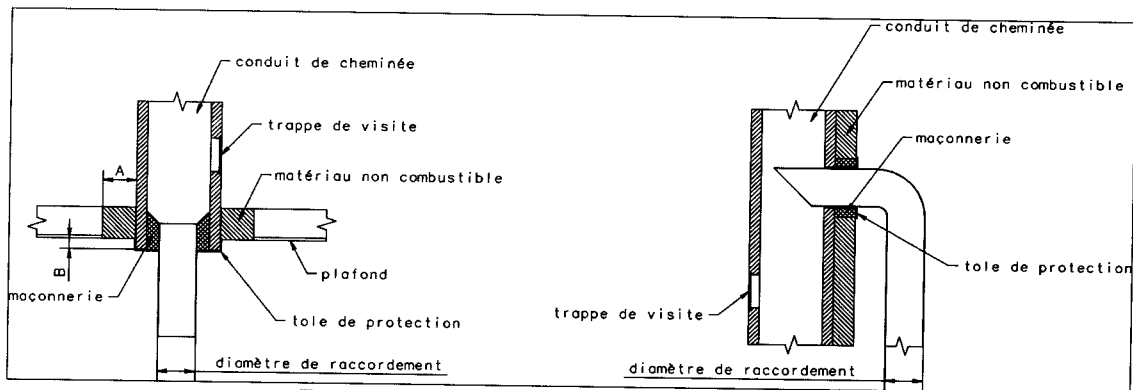 conduit de cheminée
trappe de visite
A
matériau non combustible
B
plafond
maçonnerie
tole de protection
diamètre de raccordement
conduit de cheminée
matériau non combustible
maçonnerie
tole de protection
trappe de visite
diamètre de raccordement